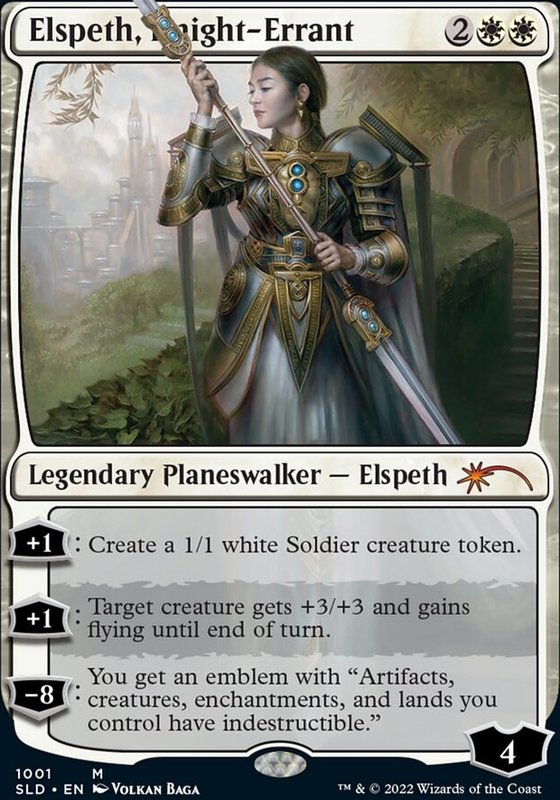 Elspeth, Knight-Errant 2
Legendary Planeswalker — Elspeth
+1 : Create a 1/1 white Soldier creature token.
+1 : Target creature gets +3/+3 and gains
flying until end of turn.
−8 : You get an emblem with “Artifacts,
creatures, enchantments, and lands you
control have indestructible.”
4
1001 M
SLD • EN Volkan Baga ™ & © 2022 Wizards of the Coast